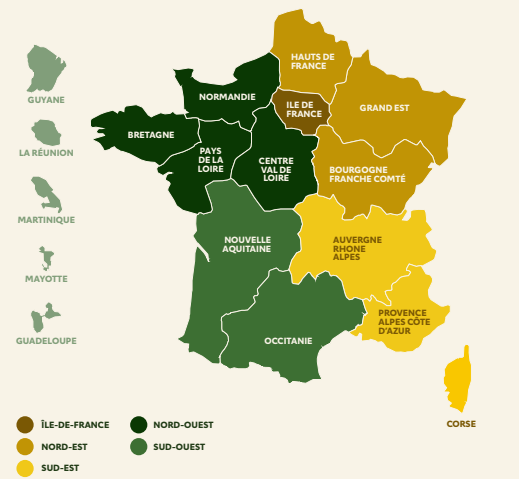 HAUTS DE
FRANCE
NORMANDIE
ILE DE
FRANCE
GRAND EST
GUYANE
BRETAGNE
LA RÉUNION
PAYS
DE LA
LOIRE
CENTRE
VAL DE
LOIRE
BOURGOGNE
FRANCHE COMTÉ
MARTINIQUE
NOUVELLE
AQUITAINE
AUVERGNE
RHONE
ALPES
MAYOTTE
PROVENCE
ALPES CÔTE
D'AZUR
GUADELOUPE
OCCITANIE
CORSE
ÎLE-DE-FRANCE
NORD-OUEST
NORD-EST
SUD-OUEST
SUD-EST